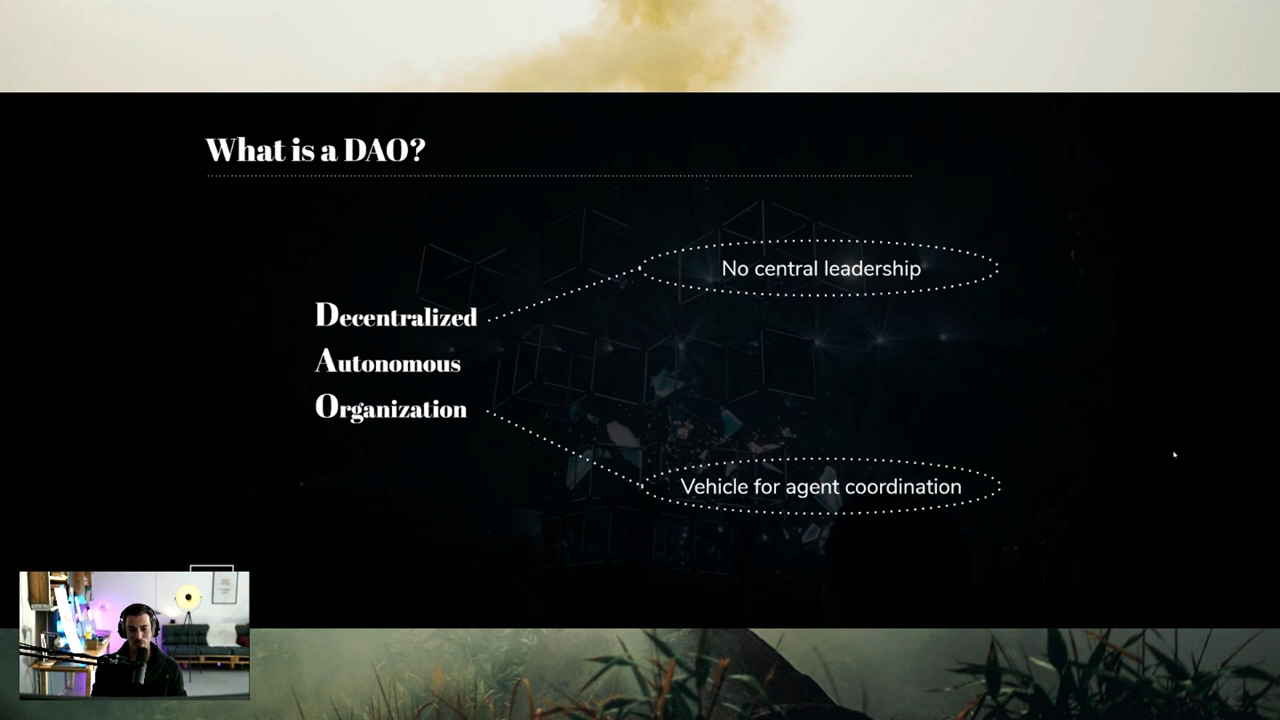 What is a DAO?
No central leadership
Decentralized
Autonomous
Organization
Vehicle for agent coordination